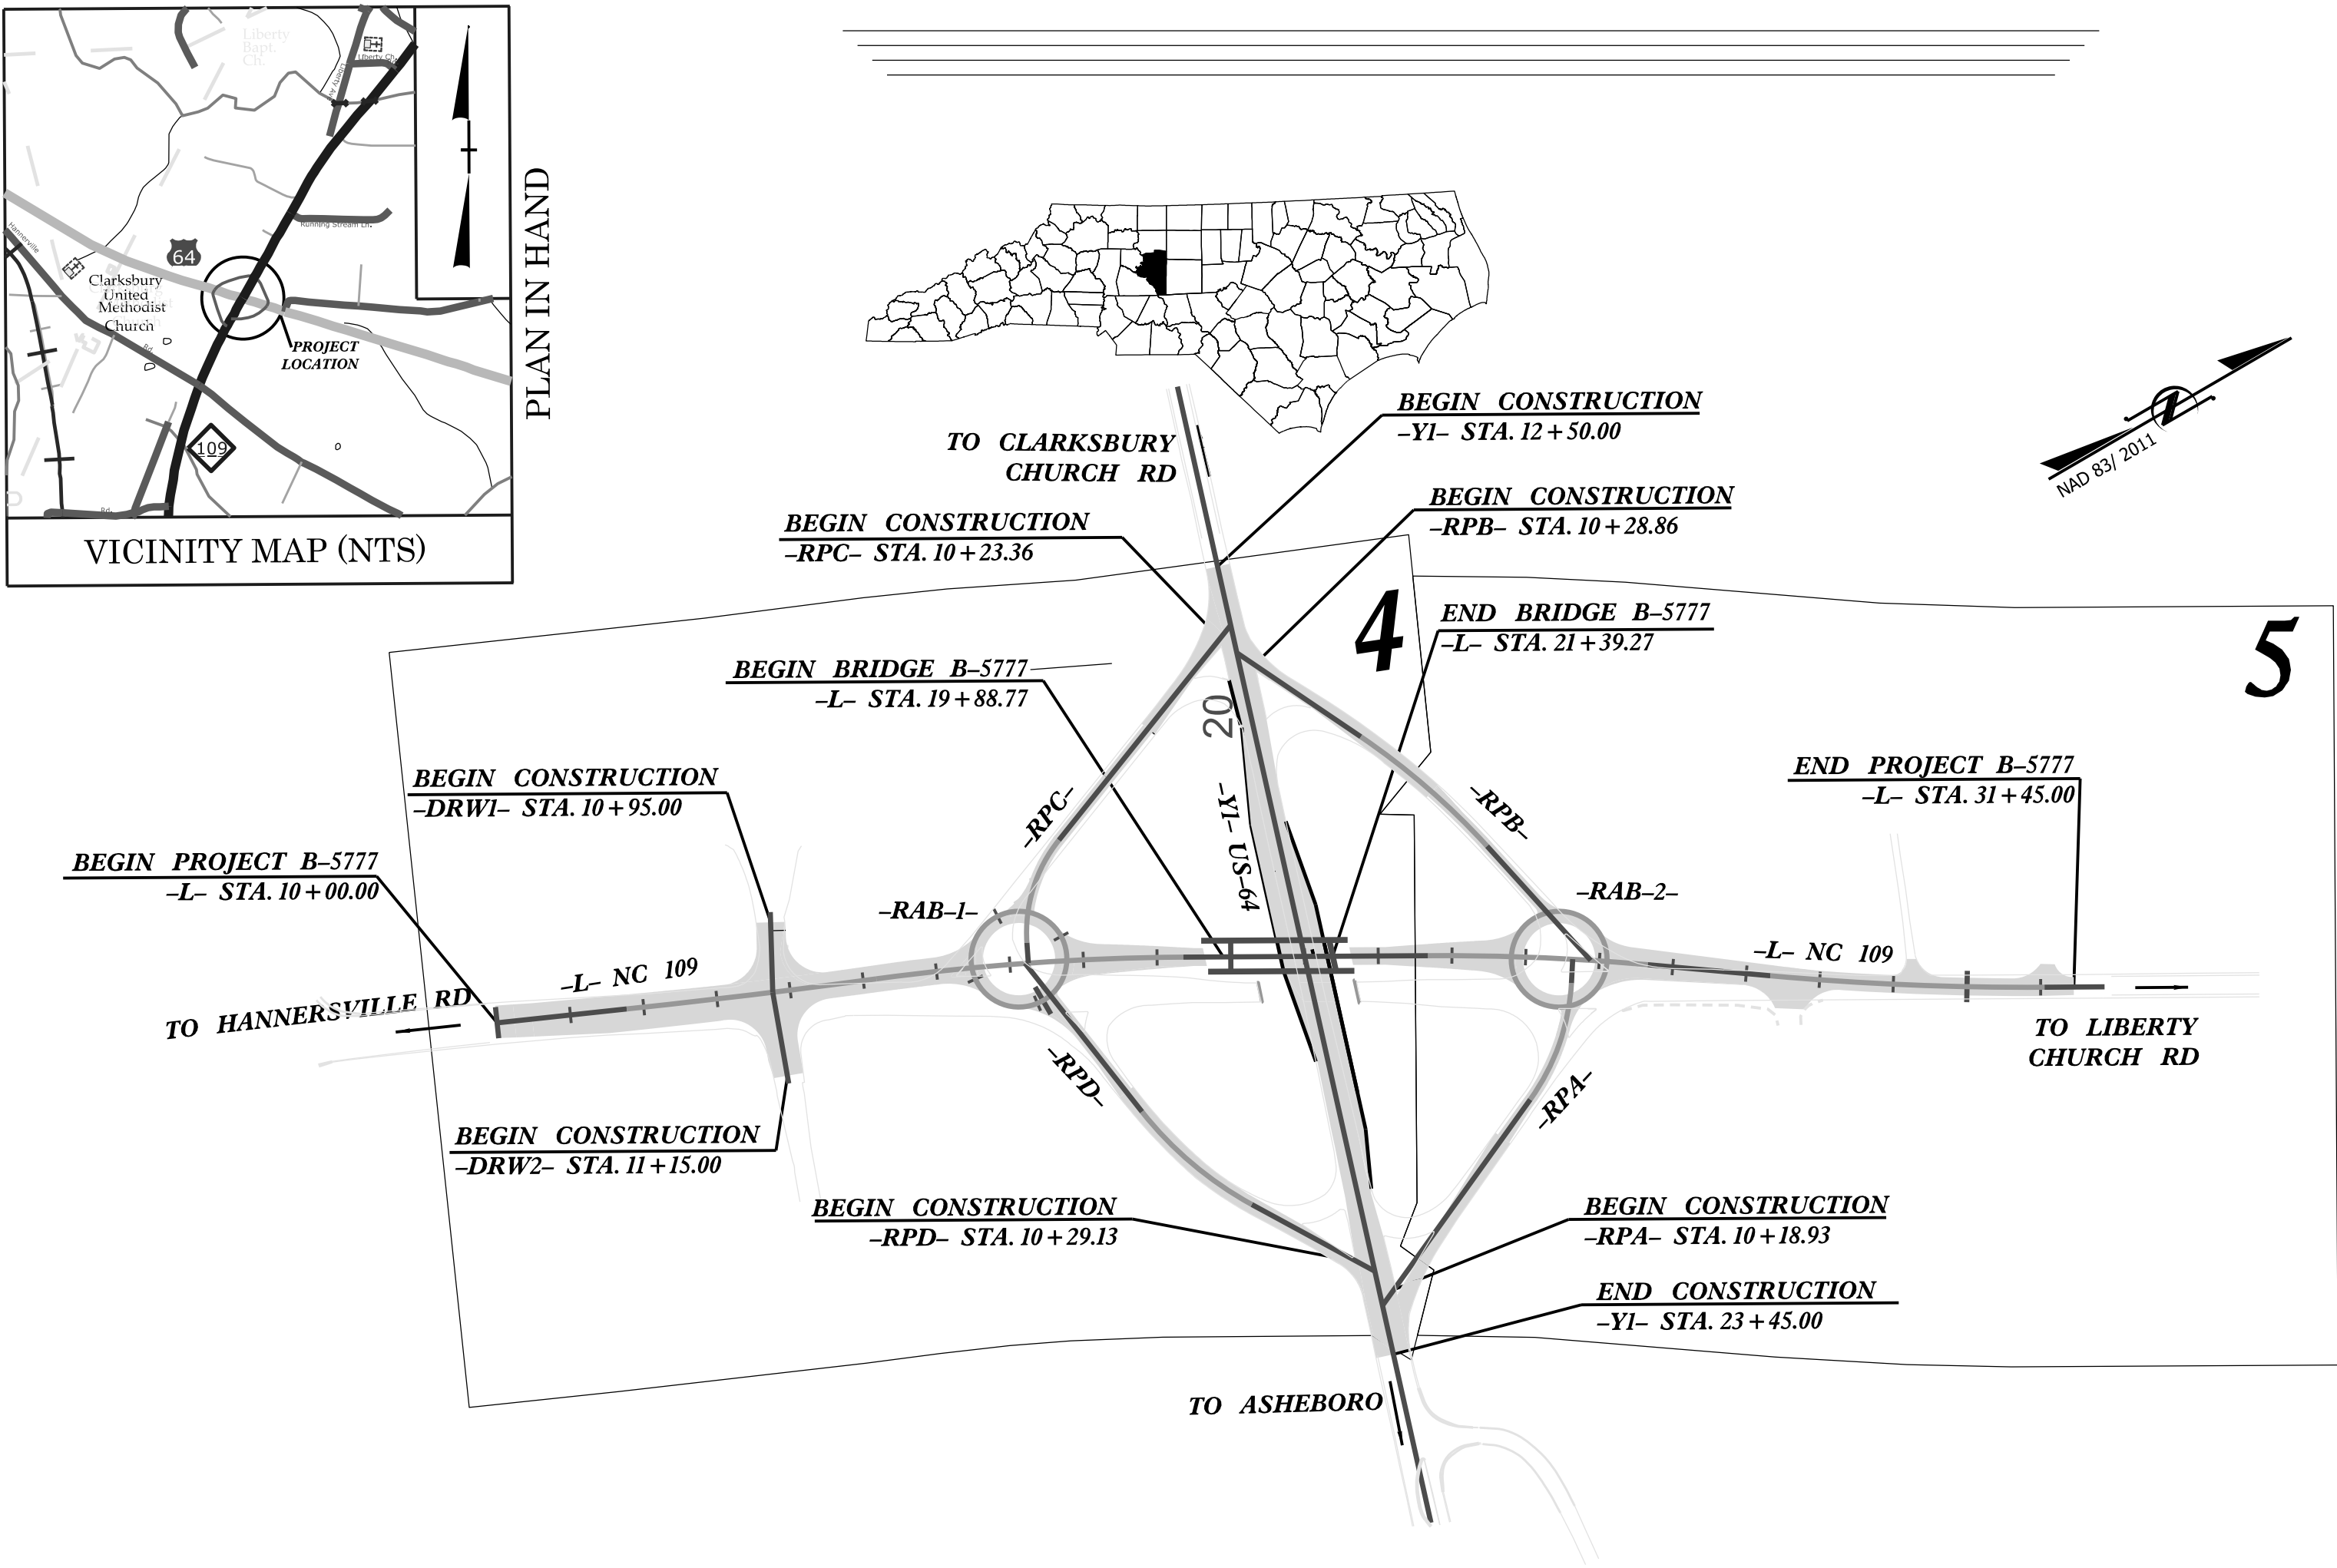 Liberty
Bapt.
Ch.
Liberty Ch.
Liberty Ave
Running Stream Ln.
Hannerville
64
Clarksbury
United
Methodist
Church
PROJECT
LOCATION
Rd
109
Rd.
VICINITY MAP (NTS)
PLAN IN HAND
NAD 83/ 2011
TO CLARKSBURY
CHURCH RD
BEGIN CONSTRUCTION
–Y1– STA. 12+50.00
BEGIN CONSTRUCTION
–RPB– STA. 10+28.86
BEGIN CONSTRUCTION
–RPC– STA. 10+23.36
4
END BRIDGE B–5777
–L– STA. 21+39.27
5
BEGIN BRIDGE B–5777
–L– STA. 19+88.77
20
BEGIN CONSTRUCTION
–DRW1– STA. 10+95.00
–RPC–
–Y1– US–64
–RPB–
END PROJECT B–5777
–L– STA. 31+45.00
BEGIN PROJECT B–5777
–L– STA. 10+00.00
–RAB–1–
–RAB–2–
–L– NC 109
–L– NC 109
TO HANNERSVILLE RD
TO LIBERTY
CHURCH RD
–RPD–
–RPA–
BEGIN CONSTRUCTION
–DRW2– STA. 11+15.00
BEGIN CONSTRUCTION
–RPD– STA. 10+29.13
BEGIN CONSTRUCTION
–RPA– STA. 10+18.93
END CONSTRUCTION
–Y1– STA. 23+45.00
TO ASHEBORO